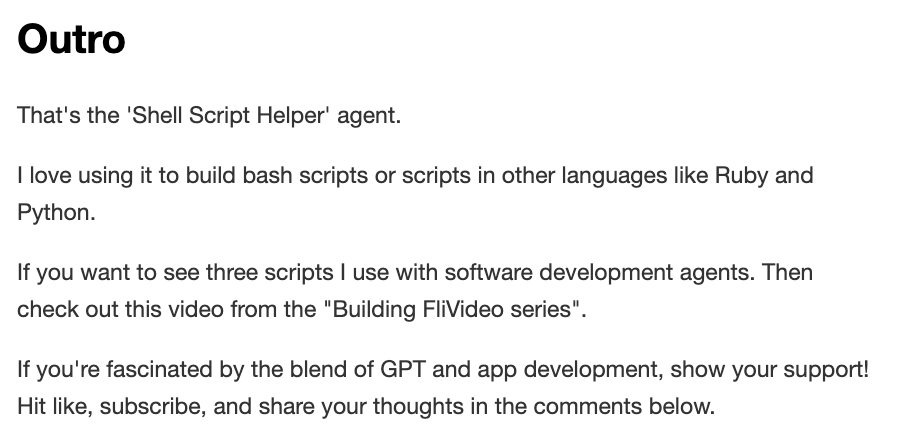 Outro
That's the 'Shell Script Helper' agent.
I love using it to build bash scripts or scripts in other languages like Ruby and
Python.
If you want to see three scripts I use with software development agents. Then
check out this video from the "Building FliVideo series".
If you're fascinated by the blend of GPT and app development, show your support!
Hit like, subscribe, and share your thoughts in the comments below.